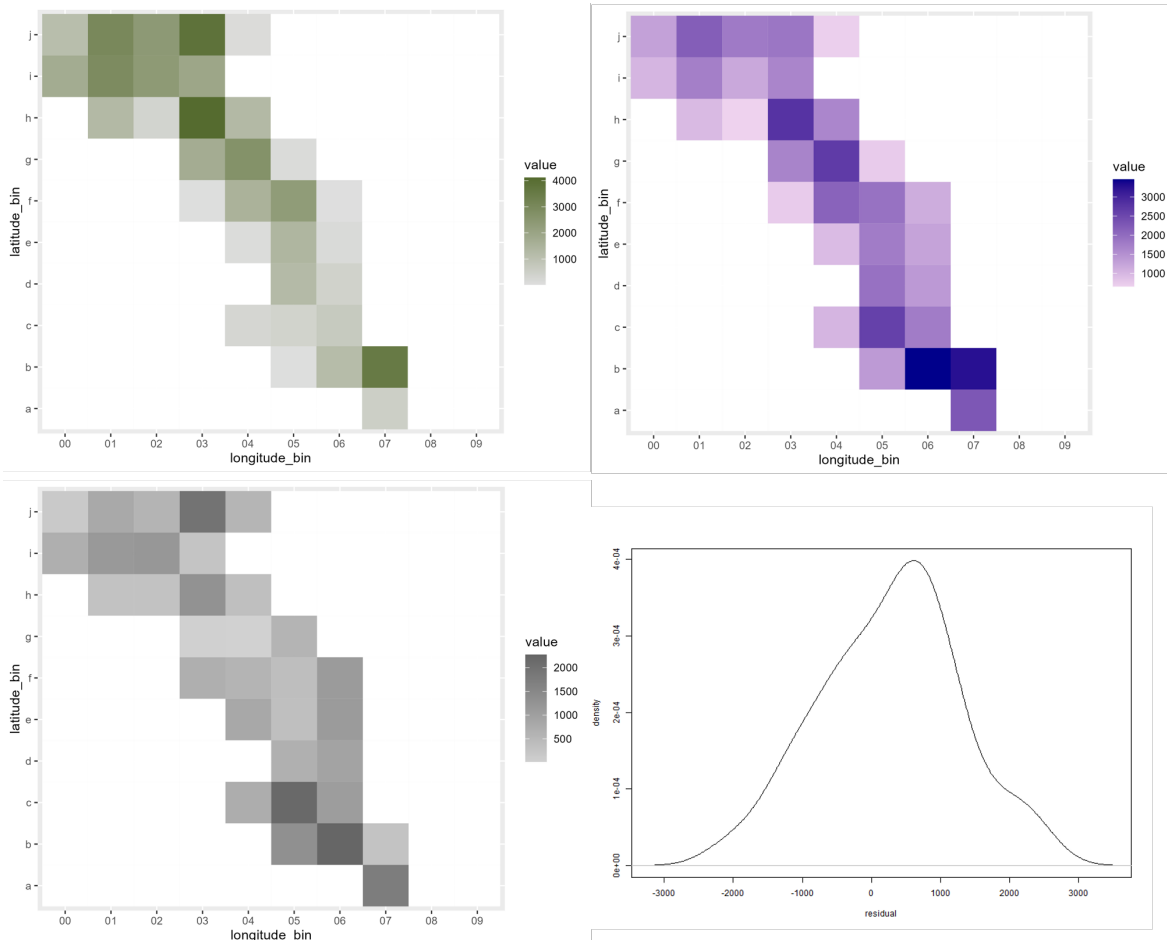 j
i
h
g
f
e
d
c
b
a
latitude_bin
00 01 02 03 04 05 06 07 08 09
longitude_bin
value
4000
3000
2000
1000
j
i
h
g
f
e
d
c
b
a
latitude_bin
00 01 02 03 04 05 06 07 08 09
longitude_bin
value
3000
2500
2000
1500
1000
j
i
h
g
f
e
d
c
b
a
latitude_bin
00 01 02 03 04 05 06 07 08 09
longitude_bin
value
2000
1500
1000
500
4e-04
3e-04
2e-04
1e-04
0e+00
density
-3000 -2000 -1000 0 1000 2000 3000
residual